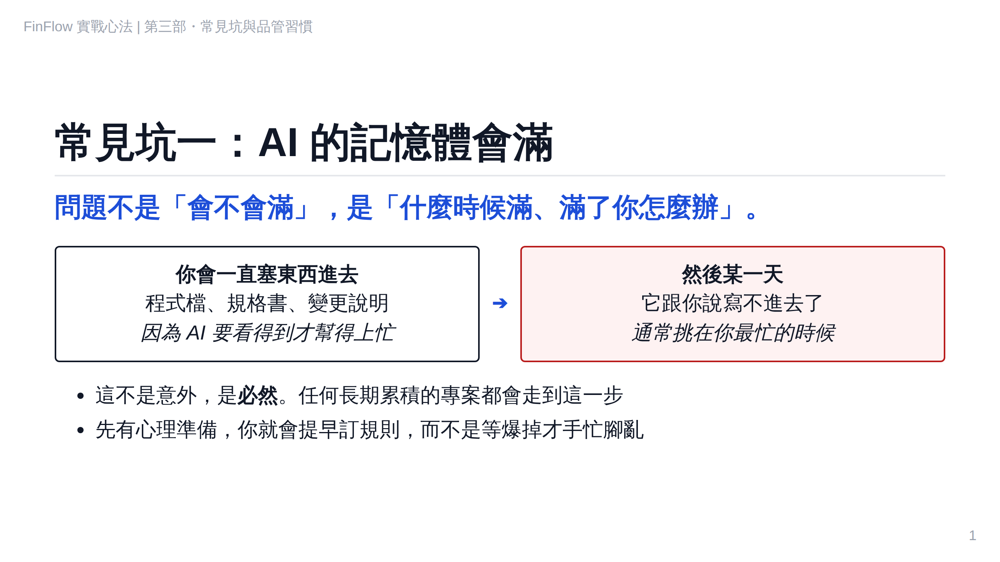 FinFlow 實戰心法 | 第三部・常見坑與品管習慣
常見坑一：AI 的記憶體會滿
問題不是「會不會滿」，是「什麼時候滿、滿了你怎麼辦」。
你會一直塞東西進去
程式檔、規格書、變更說明
因為 AI 要看得到才幫得上忙
➔
然後某一天
它跟你說寫不進去了
通常挑在你最忙的時候
• 這不是意外，是必然。任何長期累積的專案都會走到這一步
• 先有心理準備，你就會提早訂規則，而不是等爆掉才手忙腳亂
1